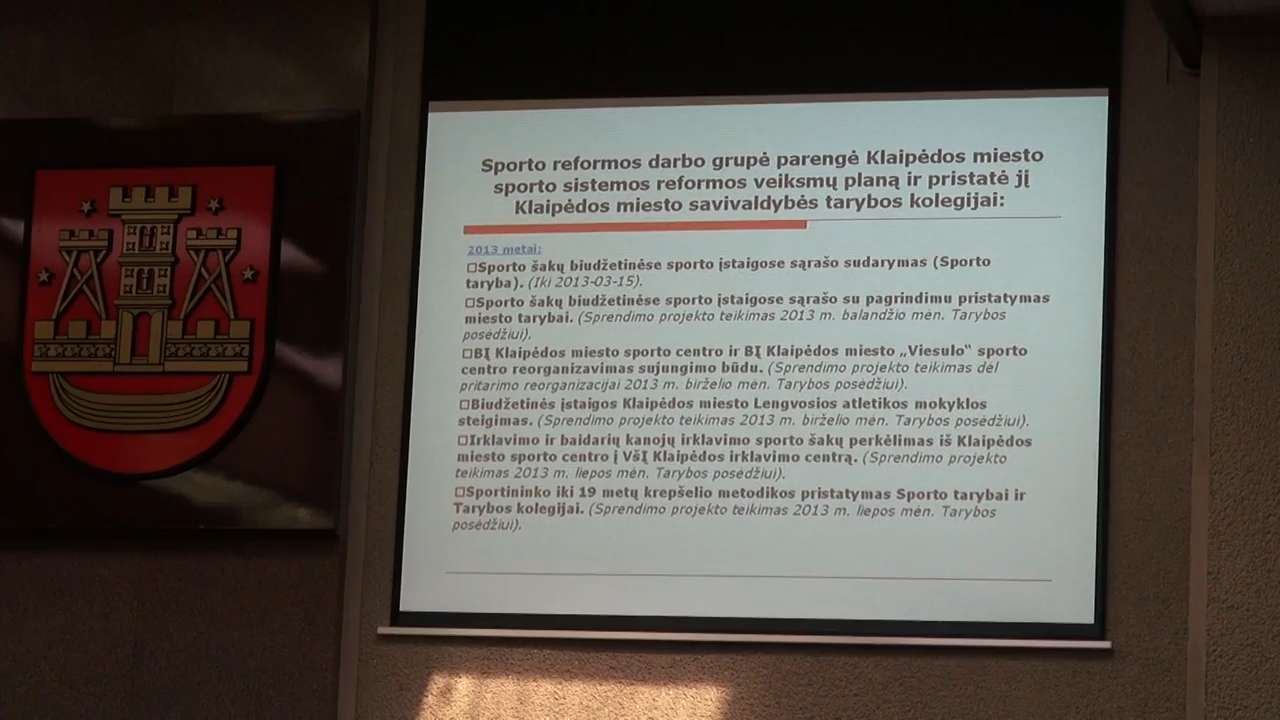 Sporto reformos darbo grupė parengė Klaipėdos miesto
sporto sistemos reformos veiksmų planą ir pristatė jį
Klaipėdos miesto savivaldybės tarybos kolegijai:
2013 metai:
□Sporto šakų biudžetinėse sporto įstaigose sąrašo sudarymas (Sporto
taryba). (Iki 2013-03-15).
□Sporto šakų biudžetinėse sporto įstaigose sąrašo su pagrindimu pristatymas
miesto tarybai. (Sprendimo projekto teikimas 2013 m. balandžio mėn. Tarybos
posėdžiui).
□BĮ Klaipėdos miesto sporto centro ir BĮ Klaipėdos miesto „Viesulo“ sporto
centro reorganizavimas sujungimo būdu. (Sprendimo projekto teikimas dėl
pritarimo reorganizacijai 2013 m. birželio mėn. Tarybos posėdžiui).
□Biudžetinės įstaigos Klaipėdos miesto Lengvosios atletikos mokyklos
steigimas. (Sprendimo projekto teikimas 2013 m. birželio mėn. Tarybos posėdžiui).
□Irklavimo ir baidarių kanojų irklavimo sporto šakų perkėlimas iš Klaipėdos
miesto sporto centro į VšĮ Klaipėdos irklavimo centrą. (Sprendimo projekto
teikimas 2013 m. liepos mėn. Tarybos posėdžiui).
□Sportininko iki 19 metų krepšelio metodikos pristatymas Sporto tarybai ir
Tarybos kolegijai. (Sprendimo projekto teikimas 2013 m. liepos mėn. Tarybos
posėdžiui).